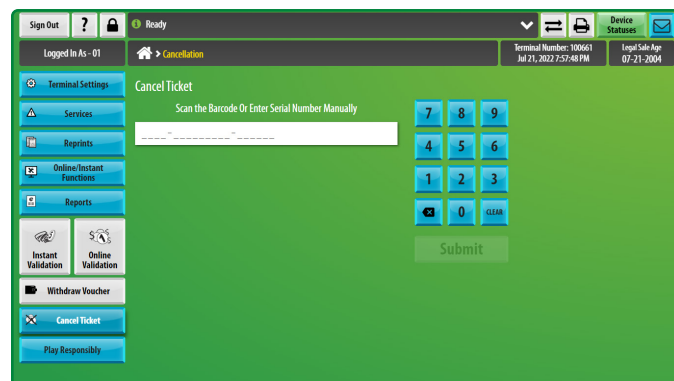 Sign Out
?
Ready
Device
Statuses
Logged In As - 01
> Cancellation
Terminal Number: 100661
Jul 21, 2022 7:57:48 PM
Legal Sale Age
07-21-2004
Terminal Settings
Services
Reprints
Online/Instant
Functions
Reports
Instant
Validation
Online
Validation
Withdraw Voucher
Cancel Ticket
Play Responsibly
Cancel Ticket
Scan the Barcode Or Enter Serial Number Manually
____-_________-______
7 8 9
4 5 6
1 2 3
0 CLEAR
Submit